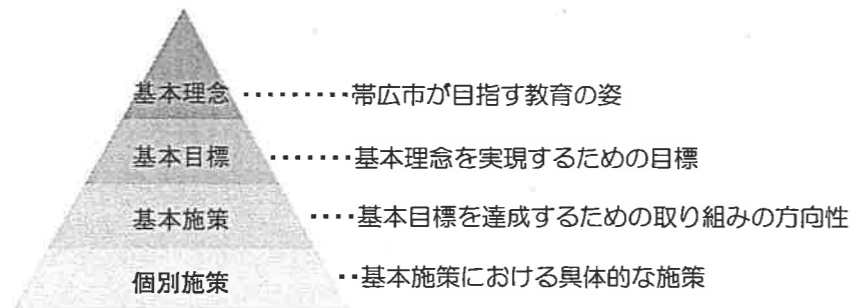 基本理念 ・・・・・・・・・帯広市が目指す教育の姿
基本目標 ・・・・・・・基本理念を実現するための目標
基本施策 ・・・・基本目標を達成するための取り組みの方向性
個別施策 ・・基本施策における具体的な施策